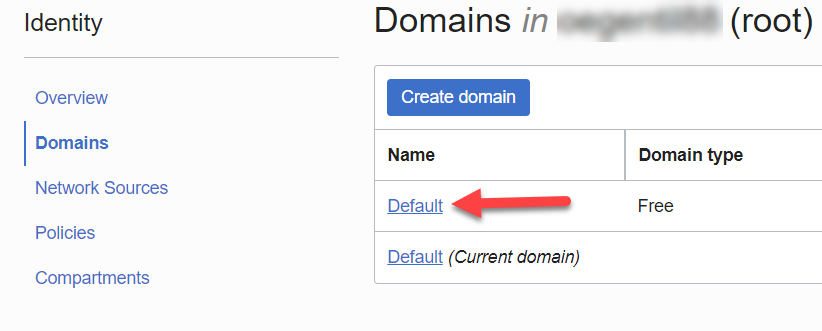 Identity
Overview
Domains
Network Sources
Policies
Compartments
Domains in (root)
Create domain
Name Domain type
Default Free
Default (Current domain)